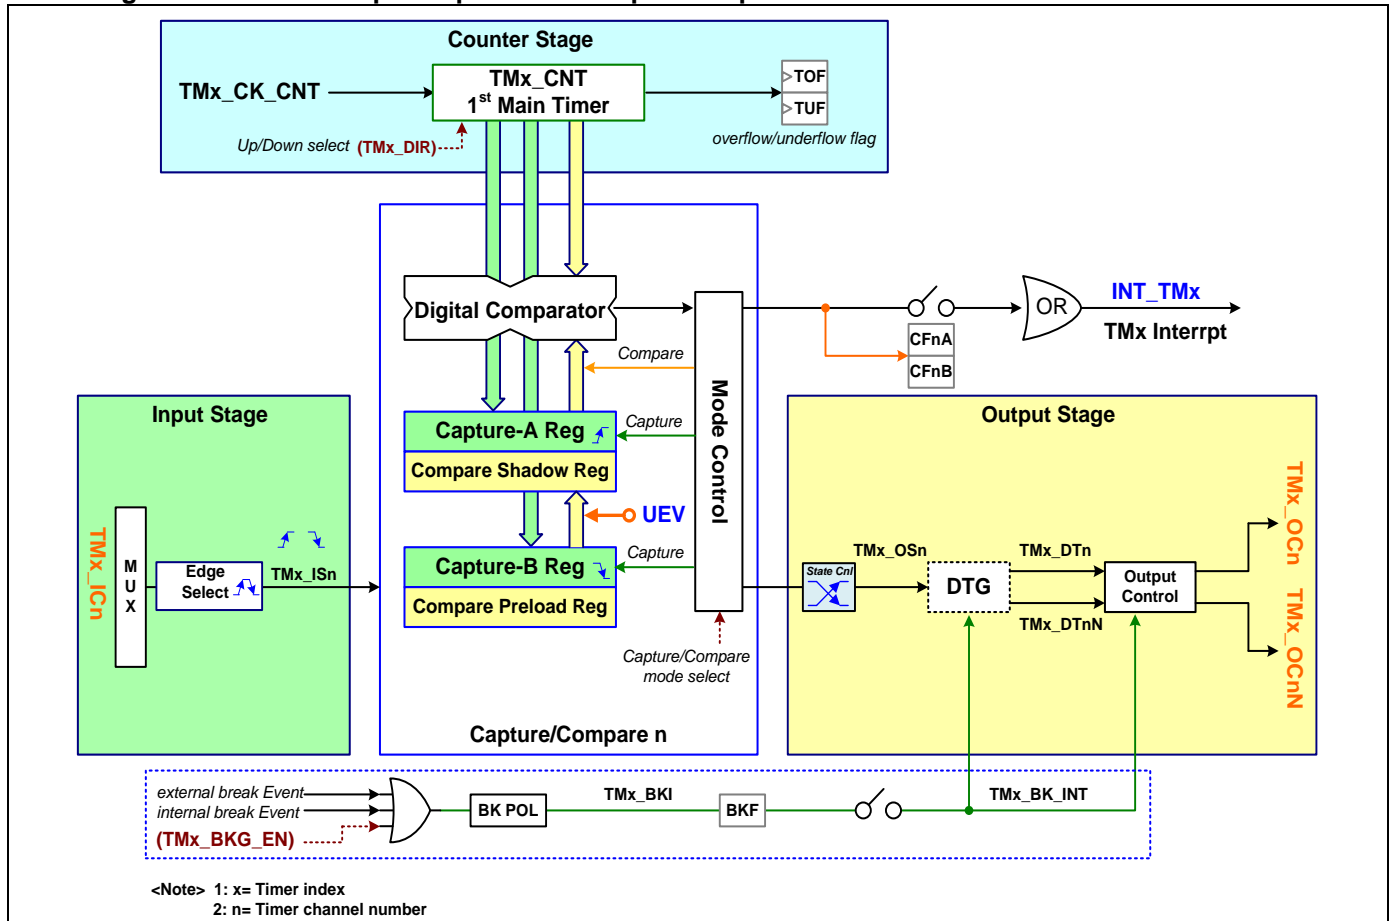 Counter Stage
TMx_CK_CNT
TMx_CNT
1st Main Timer
TOF
TUF
Up/Down select (TMx_DIR)
overflow/underflow flag
Digital Comparator
Compare
Capture
Capture-A Reg
Compare Shadow Reg
UEV
Capture
Capture-B Reg
Compare Preload Reg
Mode Control
Capture/Compare
mode select
Capture/Compare n
CFnA
CFnB
OR
INT_TMx
TMx Interrpt
Input Stage
TMx_ICn
MUX
Edge
Select
TMx_ISn
Output Stage
State Cnl
TMx_OSn
DTG
TMx_DTn
TMx_DTnN
Output
Control
TMx_OCn
TMx_OCnN
external break Event
internal break Event
(TMx_BKG_EN)
BK POL
TMx_BKI
BKF
TMx_BK_INT
<Note> 1: x= Timer index
2: n= Timer channel number